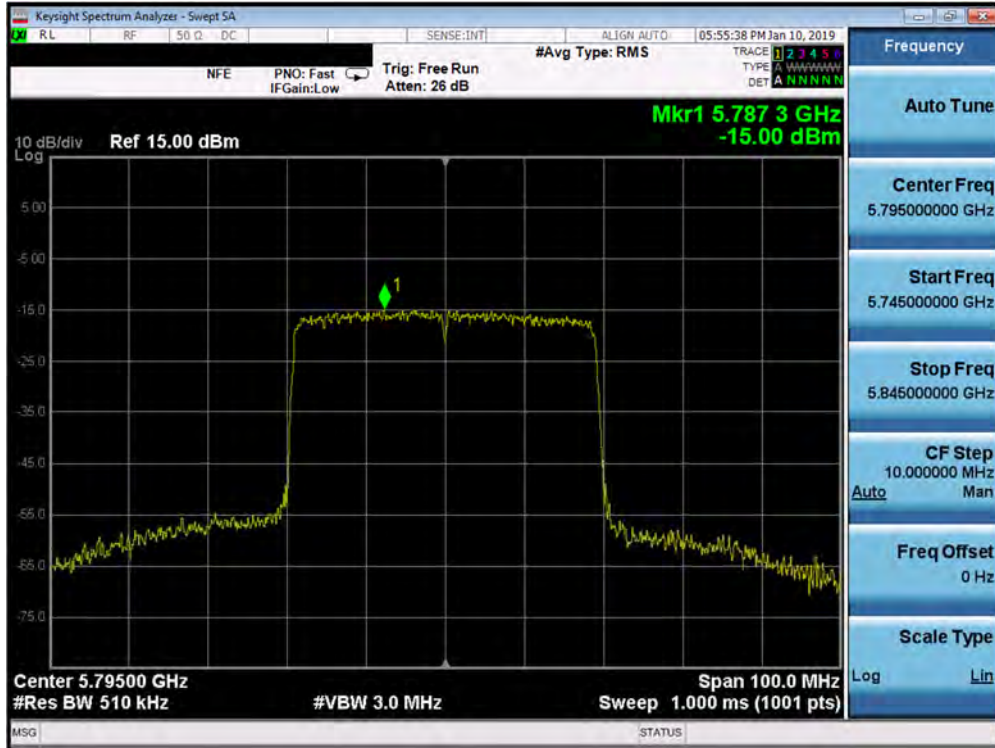 Keysight Spectrum Analyzer - Swept SA
LXI RL RF 50 Ω DC SENSE:INT ALIGN AUTO 05:55:38 PM Jan 10, 2019
#Avg Type: RMS TRACE 1 2 3 4 5 6
NFE PNO: Fast Trig: Free Run TYPE A WWWWW
IFGain:Low Atten: 26 dB DET A N N N N N
Mkr1 5.787 3 GHz
-15.00 dBm
10 dB/div Ref 15.00 dBm
Log
5.00
-5.00
1
-15.0
-25.0
-35.0
-45.0
-55.0
-65.0
-75.0
Center 5.79500 GHz Span 100.0 MHz
#Res BW 510 kHz #VBW 3.0 MHz Sweep 1.000 ms (1001 pts)
MSG STATUS
Frequency
Auto Tune
Center Freq
5.795000000 GHz
Start Freq
5.745000000 GHz
Stop Freq
5.845000000 GHz
CF Step
10.000000 MHz
Auto Man
Freq Offset
0 Hz
Scale Type
Log Lin